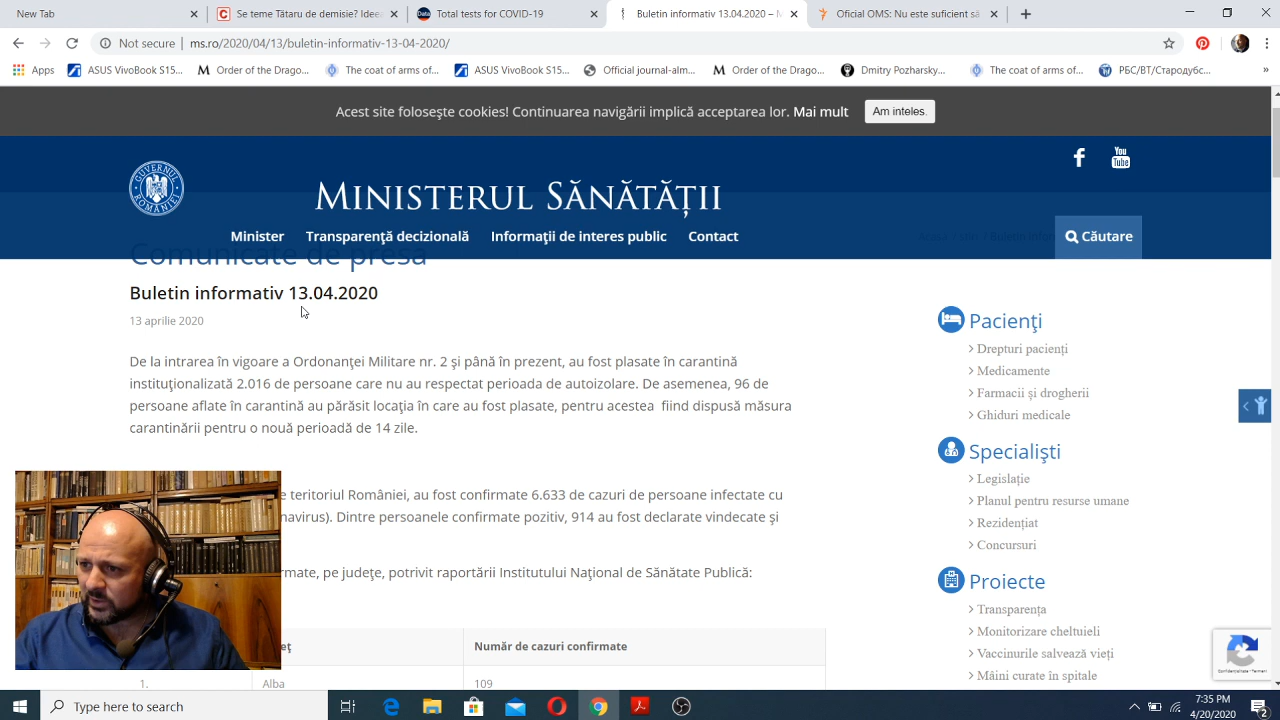 New Tab
Se teme Tătaru de demisie? Ideea
Total tests for COVID-19
Buletin informativ 13.04.2020 – M
Oficial OMS: Nu este suficient să
Not secure
ms.ro/2020/04/13/buletin-informativ-13-04-2020/
Apps
ASUS VivoBook S15...
Order of the Drago...
The coat of arms of...
ASUS VivoBook S15...
Official journal-alm...
Order of the Drago...
Dmitry Pozharsky...
The coat of arms of...
РБС/ВТ/Стародубс...
Acest site folosește cookies! Continuarea navigării implică acceptarea lor. Mai mult
Am inteles.
GUVERNUL ROMÂNIEI
MINISTERUL SĂNĂTĂȚII
You Tube
Minister
Transparenţă decizională
Informaţii de interes public
Contact
Căutare
Comunicate de presă
Buletin informativ 13.04.2020
13 aprilie 2020
De la intrarea în vigoare a Ordonanței Militare nr. 2 și până în prezent, au fost plasate în carantină
instituționalizată 2.016 de persoane care nu au respectat perioada de autoizolare. De asemenea, 96 de
persoane aflate în carantină au părăsit locația în care au fost plasate, pentru acestea fiind dispusă măsura
carantinării pentru o nouă perioadă de 14 zile.
e teritoriul României, au fost confirmate 6.633 de cazuri de persoane infectate cu
navirus). Dintre persoanele confirmate pozitiv, 914 au fost declarate vindecate și
rmate, pe județe, potrivit raportării Institutului Național de Sănătate Publică:
eț
Număr de cazuri confirmate
1.
Alba
109
Pacienți
Drepturi pacienți
Medicamente
Farmacii și drogherii
Ghiduri medicale
Specialiști
Legislație
Planul pentru resurse umane
Rezidențiat
Concursuri
Proiecte
Transparența
Monitorizare cheltuieli
Vaccinurile salvează vieți
Mâini curate în spitale
Type here to search
7:35 PM
4/20/2020
2